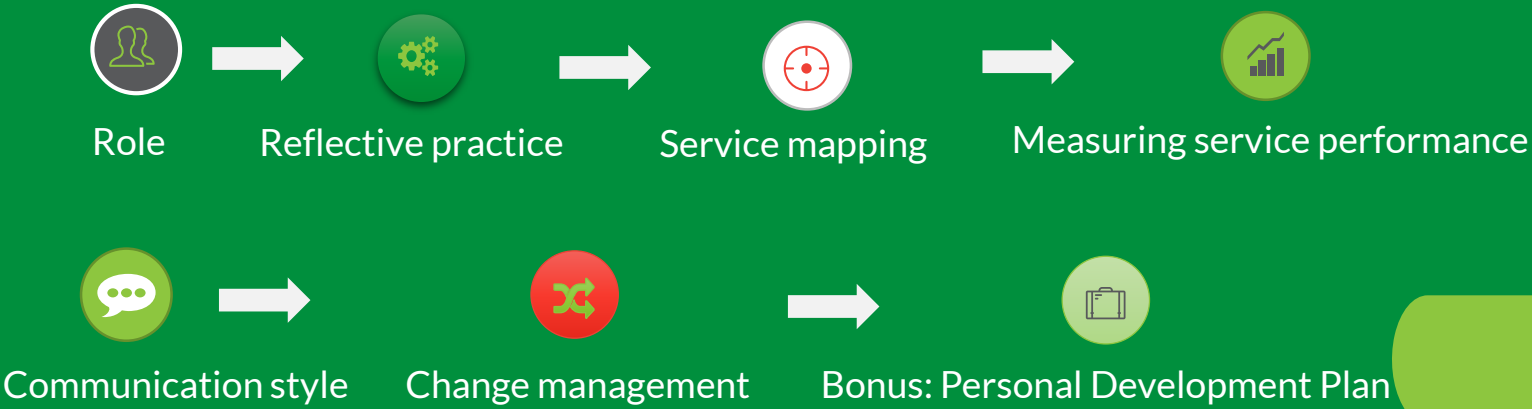 Role
Reflective practice
Service mapping
Measuring service performance
Communication style
Change management
Bonus: Personal Development Plan